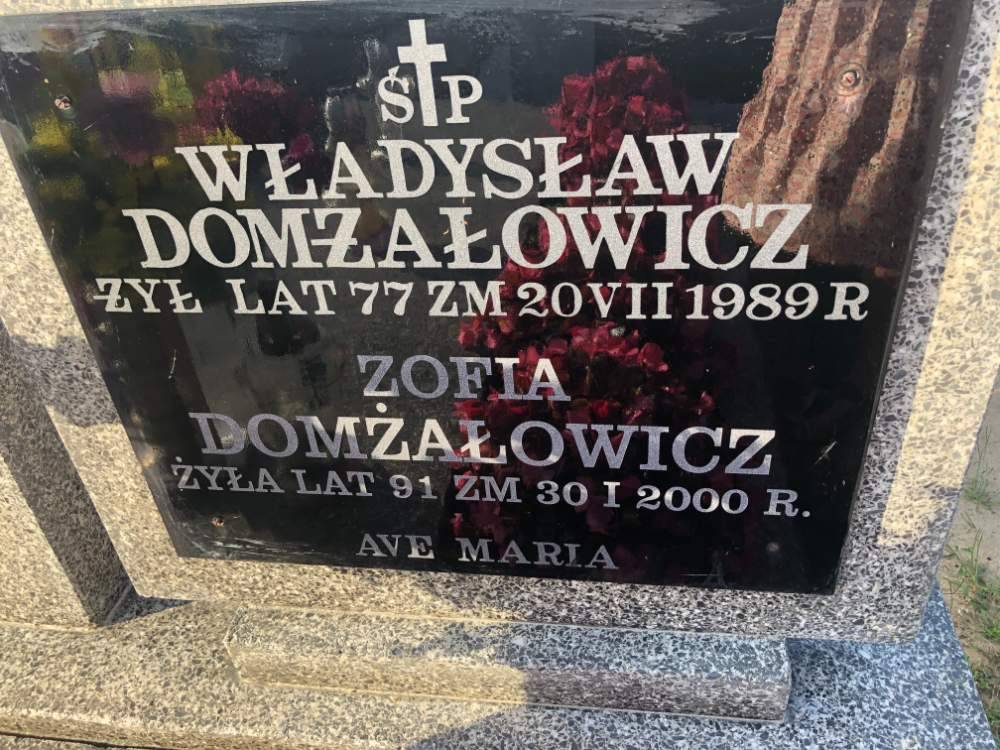 Ś✝P
WŁADYSŁAW
DOMŻAŁOWICZ
ŻYŁ LAT 77 ZM 20 VII 1989 R
ZOFIA
DOMŻAŁOWICZ
ŻYŁA LAT 91 ZM 30 I 2000 R.
AVE MARIA